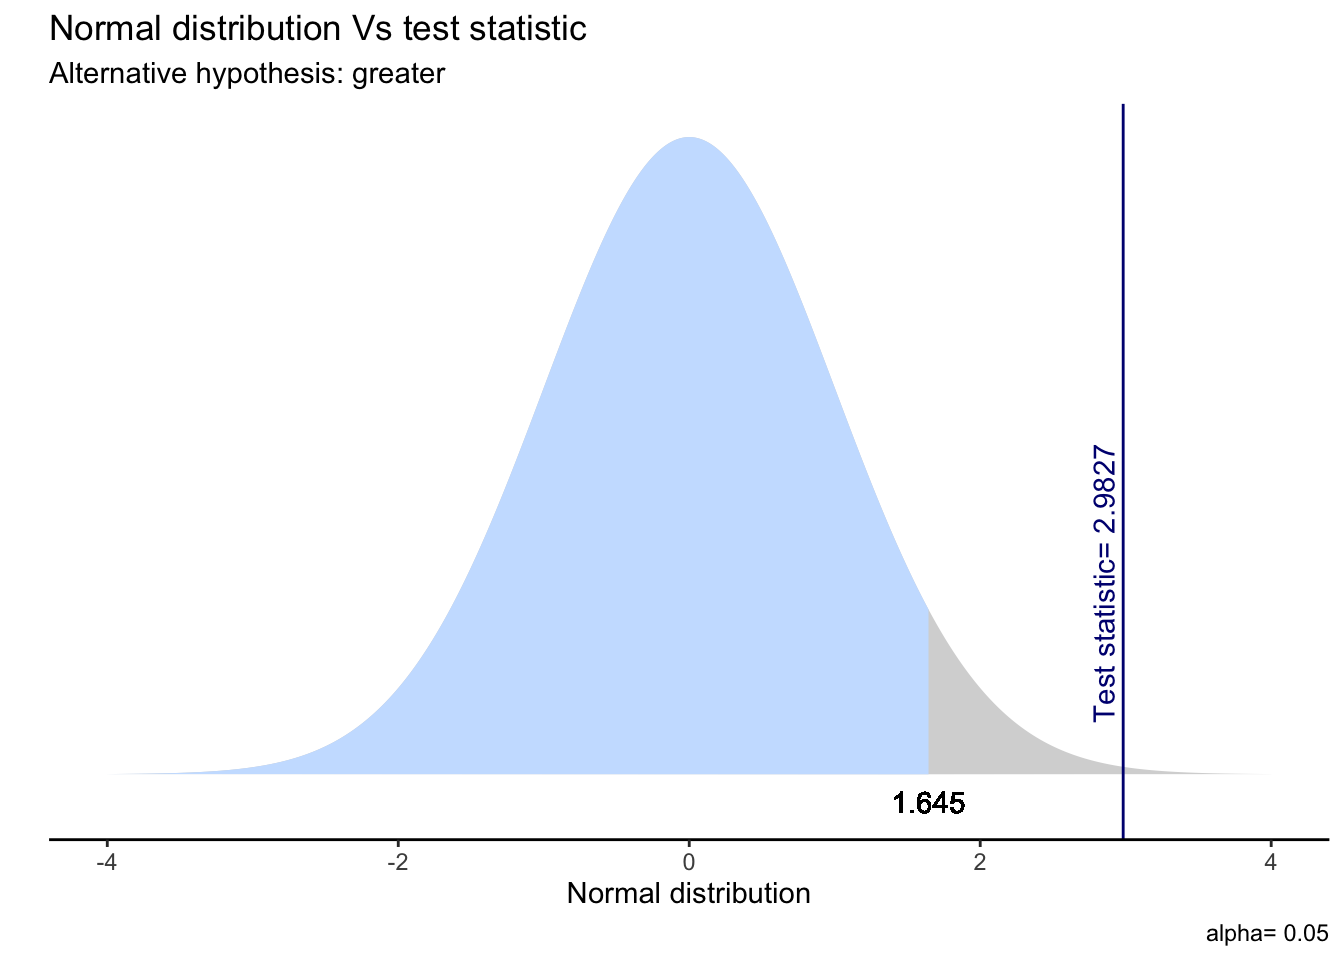 Normal distribution Vs test statistic
Alternative hypothesis: greater
Test statistic= 2.9827
1.645
-4 -2 0 2 4
Normal distribution
alpha= 0.05